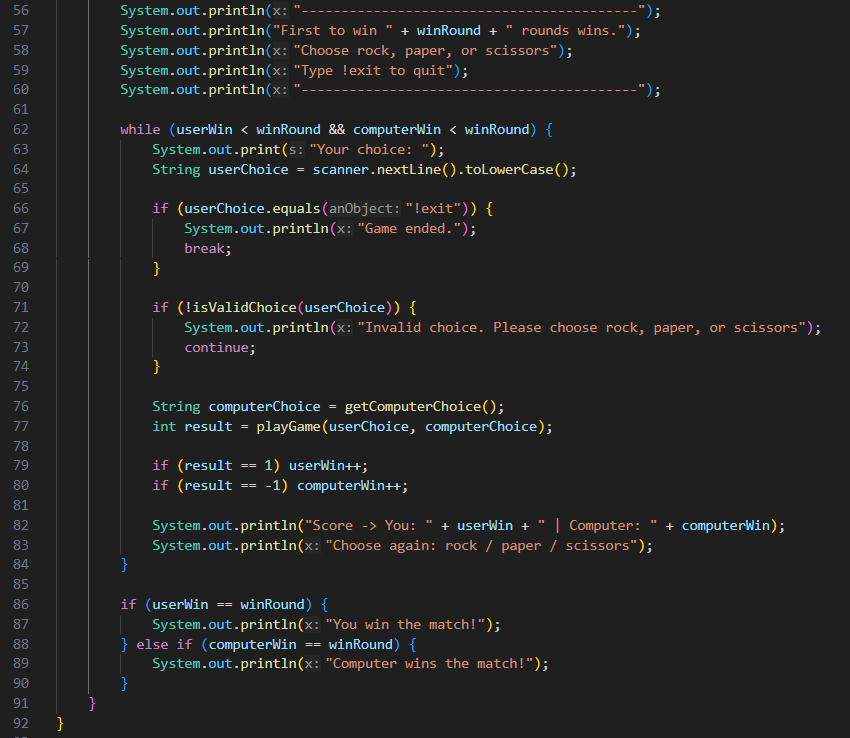 56 System.out.println(x: "------------------------------------------");
57 System.out.println("First to win " + winRound + " rounds wins.");
58 System.out.println(x: "Choose rock, paper, or scissors");
59 System.out.println(x: "Type !exit to quit");
60 System.out.println(x: "------------------------------------------");
61
62 while (userWin < winRound && computerWin < winRound) {
63 System.out.print(s: "Your choice: ");
64 String userChoice = scanner.nextLine().toLowerCase();
65
66 if (userChoice.equals(anObject: "!exit")) {
67 System.out.println(x: "Game ended.");
68 break;
69 }
70
71 if (!isValidChoice(userChoice)) {
72 System.out.println(x: "Invalid choice. Please choose rock, paper, or scissors");
73 continue;
74 }
75
76 String computerChoice = getComputerChoice();
77 int result = playGame(userChoice, computerChoice);
78
79 if (result == 1) userWin++;
80 if (result == -1) computerWin++;
81
82 System.out.println("Score -> You: " + userWin + " | Computer: " + computerWin);
83 System.out.println(x: "Choose again: rock / paper / scissors");
84 }
85
86 if (userWin == winRound) {
87 System.out.println(x: "You win the match!");
88 } else if (computerWin == winRound) {
89 System.out.println(x: "Computer wins the match!");
90 }
91 }
92 }